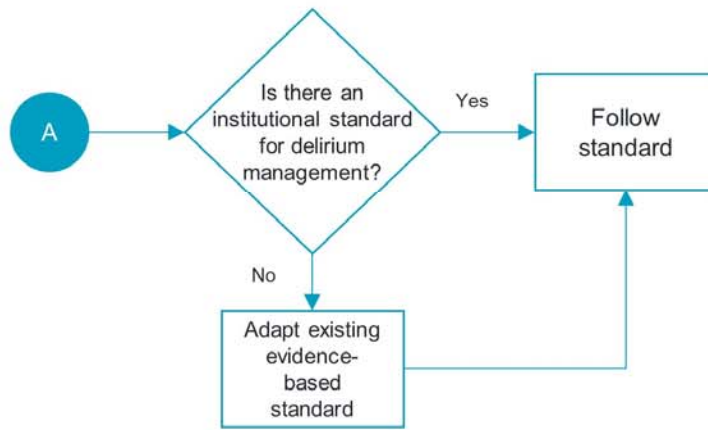 A
Is there an
institutional standard
for delirium
management?
Yes
Follow
standard
No
Adapt existing
evidence-
based
standard